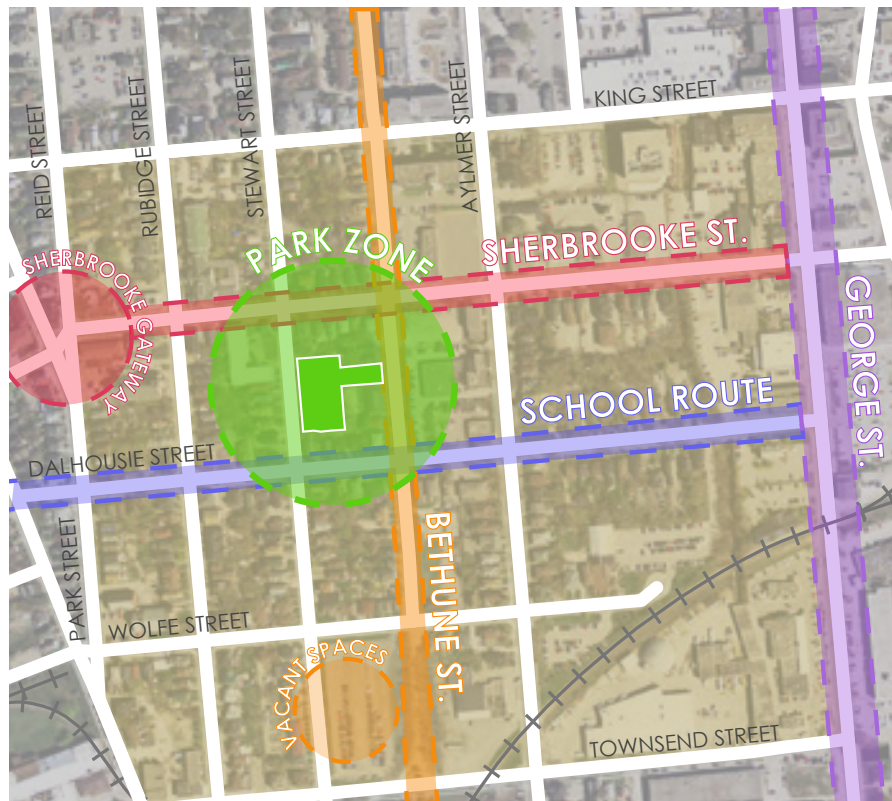 KING STREET
REID STREET
RUBIDGE STREET
STEWART STREET
AYLMER STREET
PARK ZONE
SHERBROOKE ST.
SHERBROOKE GATEWAY
GEORGE ST.
SCHOOL ROUTE
DALHOUSIE STREET
PARK STREET
BETHUNE ST.
WOLFE STREET
VACANT SPACES
TOWNSEND STREET